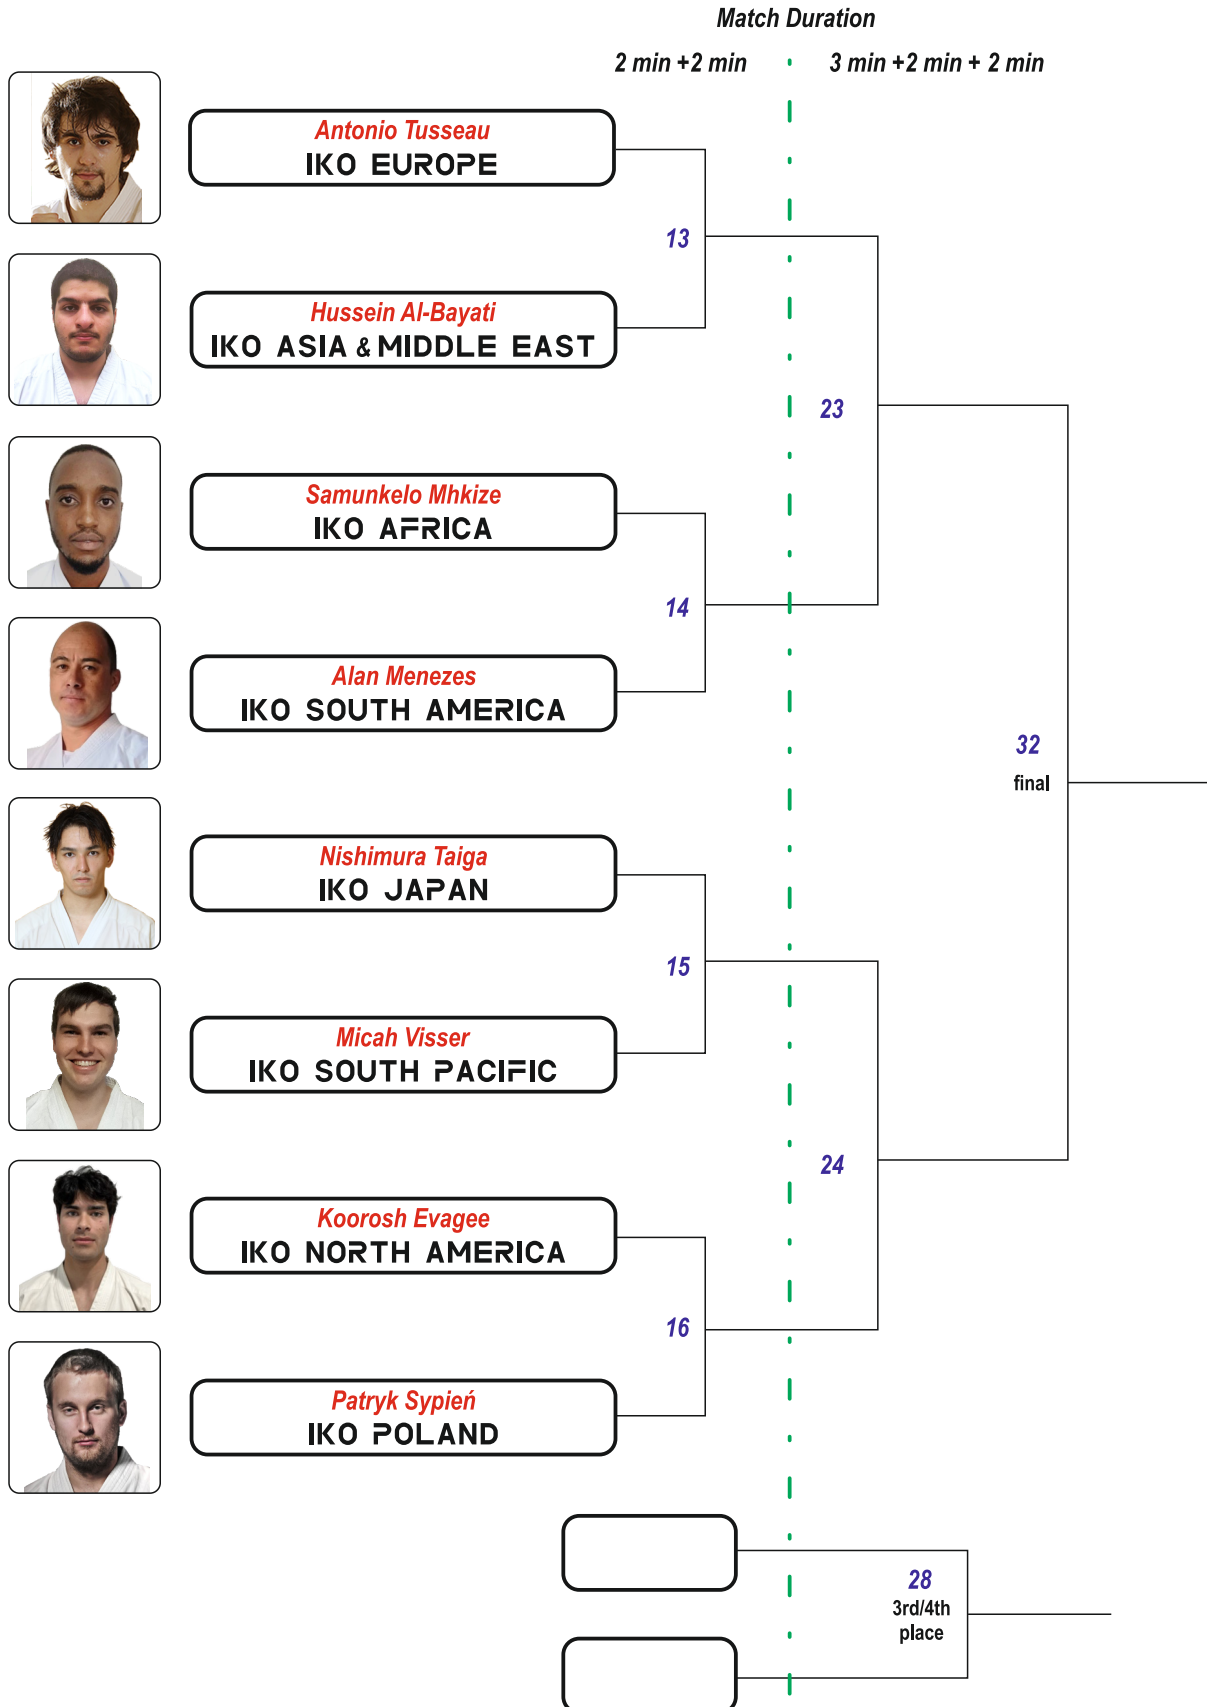 Match Duration
2 min +2 min
3 min +2 min + 2 min
Antonio Tusseau
IKO EUROPE
13
Hussein Al-Bayati
IKO ASIA & MIDDLE EAST
23
Samunkelo Mhkize
IKO AFRICA
14
Alan Menezes
IKO SOUTH AMERICA
32
final
Nishimura Taiga
IKO JAPAN
15
Micah Visser
IKO SOUTH PACIFIC
24
Koorosh Evagee
IKO NORTH AMERICA
16
Patryk Sypień
IKO POLAND
28
3rd/4th
place